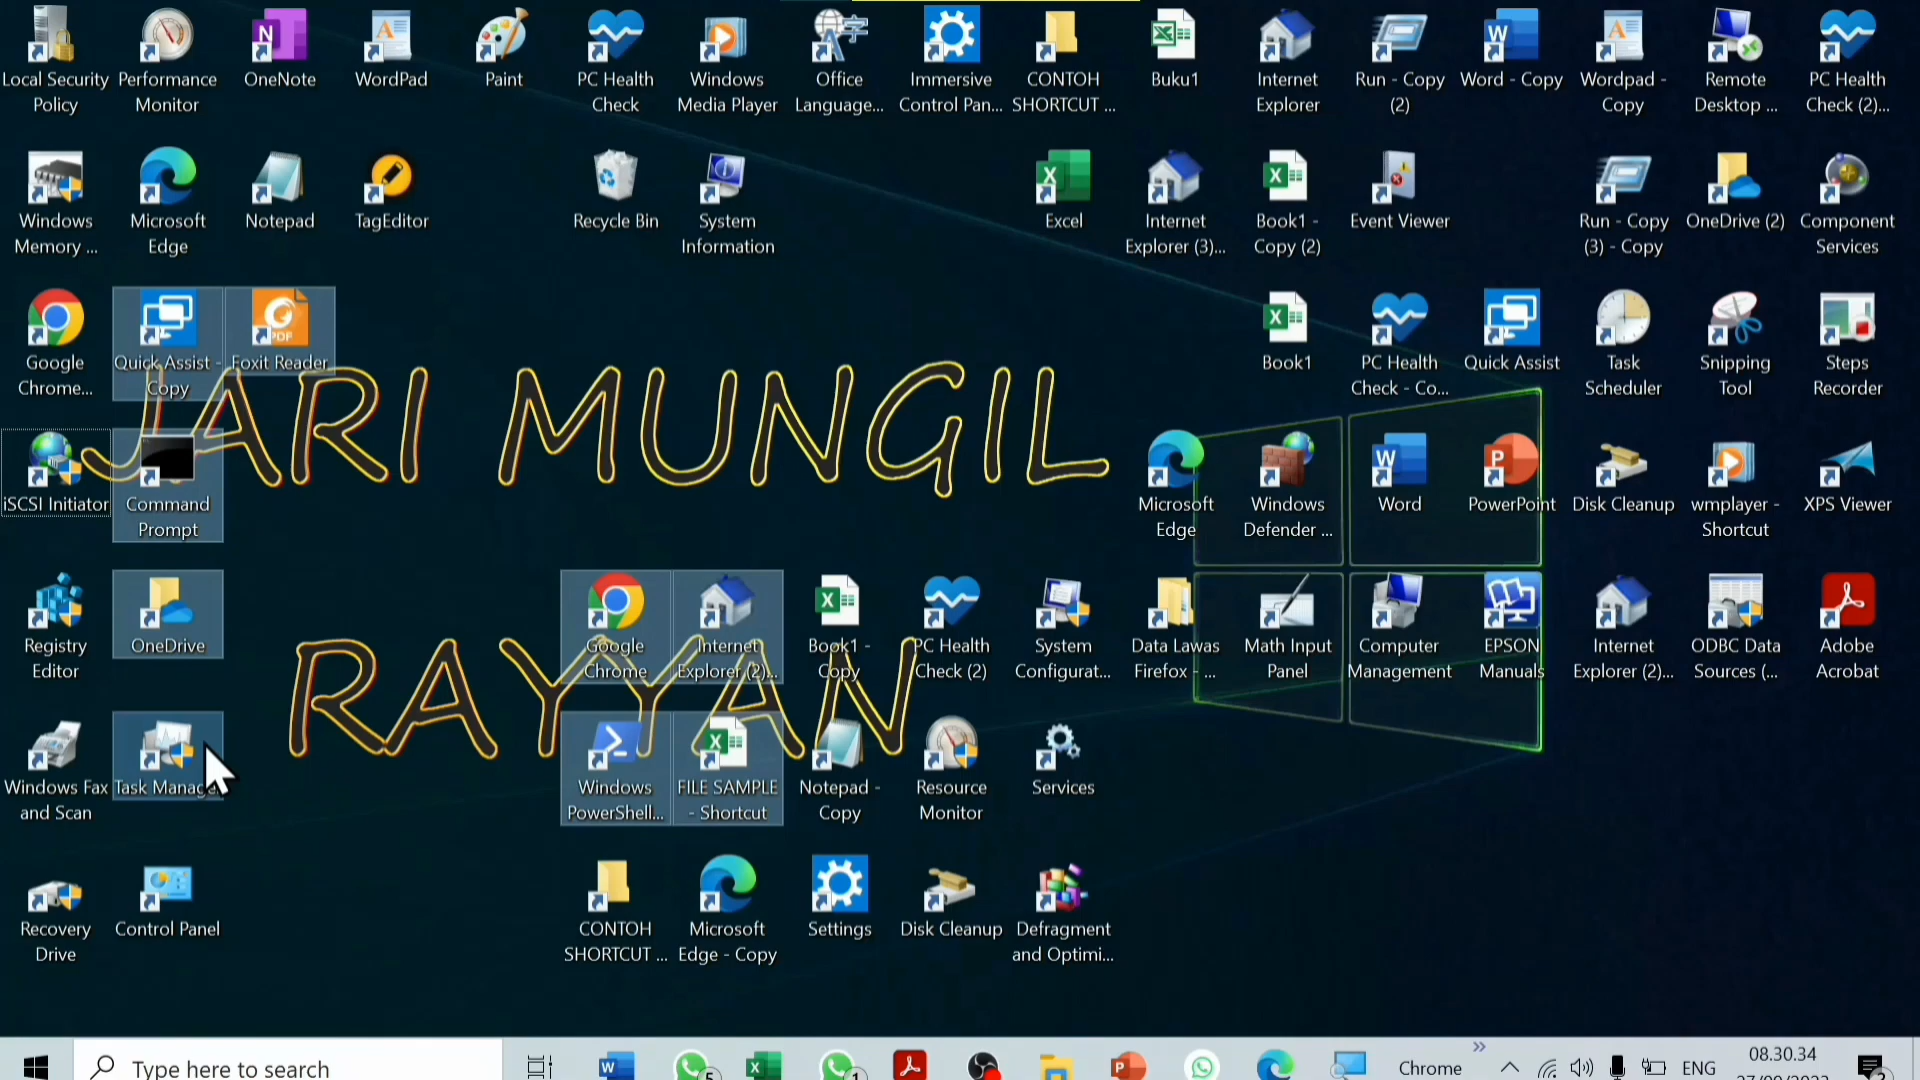 Local Security Policy
Performance Monitor
OneNote
WordPad
Paint
PC Health Check
Windows Media Player
Office Language...
Immersive Control Pan...
CONTOH SHORTCUT ...
Buku1
Internet Explorer
Run - Copy (2)
Word - Copy
Wordpad - Copy
Remote Desktop ...
PC Health Check (2)...
Windows Memory ...
Microsoft Edge
Notepad
TagEditor
Recycle Bin
System Information
Excel
Internet Explorer (3)...
Book1 - Copy (2)
Event Viewer
Run - Copy (3) - Copy
OneDrive (2)
Component Services
Google Chrome...
Quick Assist - Copy
Foxit Reader
Book1
PC Health Check - Co...
Quick Assist
Task Scheduler
Snipping Tool
Steps Recorder
JARI MUNGIL
iSCSI Initiator
Command Prompt
Microsoft Edge
Windows Defender ...
Word
PowerPoint
Disk Cleanup
wmplayer - Shortcut
XPS Viewer
Registry Editor
OneDrive
Google Chrome
Internet Explorer (2)...
Book1 - Copy
PC Health Check (2)
System Configurat...
Data Lawas Firefox - ...
Math Input Panel
Computer Management
EPSON Manuals
Internet Explorer (2)...
ODBC Data Sources (...
Adobe Acrobat
RAYYAN
Windows Fax and Scan
Task Manager
Windows PowerShell...
FILE SAMPLE - Shortcut
Notepad - Copy
Resource Monitor
Services
Recovery Drive
Control Panel
CONTOH SHORTCUT ...
Microsoft Edge - Copy
Settings
Disk Cleanup
Defragment and Optimi...
Type here to search
5
1
Chrome
ENG
08.30.34